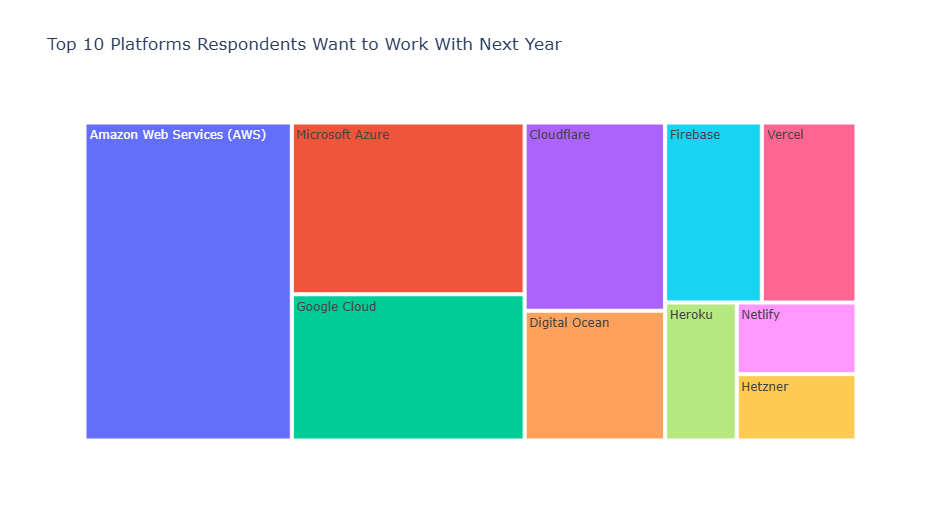 Top 10 Platforms Respondents Want to Work With Next Year
Amazon Web Services (AWS)
Microsoft Azure
Google Cloud
Cloudflare
Digital Ocean
Firebase
Vercel
Heroku
Netlify
Hetzner